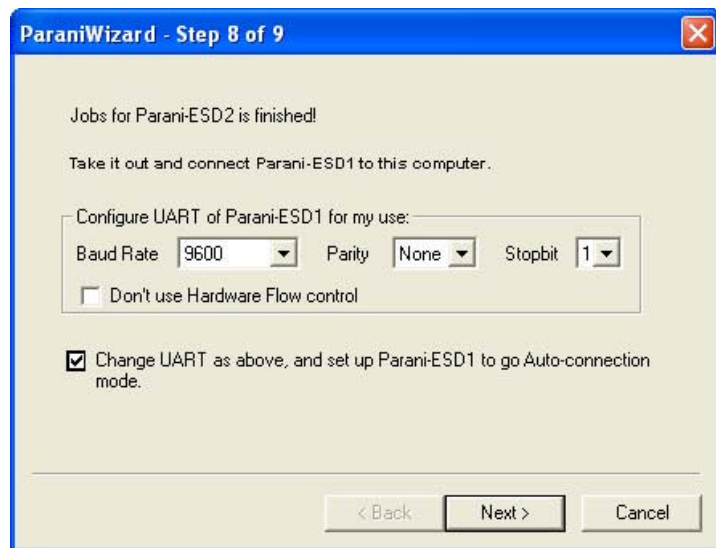 ParaniWizard - Step 8 of 9
Jobs for Parani-ESD2 is finished!
Take it out and connect Parani-ESD1 to this computer.
Configure UART of Parani-ESD1 for my use:
Baud Rate 9600 Parity None Stopbit 1
Don't use Hardware Flow control
Change UART as above, and set up Parani-ESD1 to go Auto-connection
mode.
< Back Next > Cancel